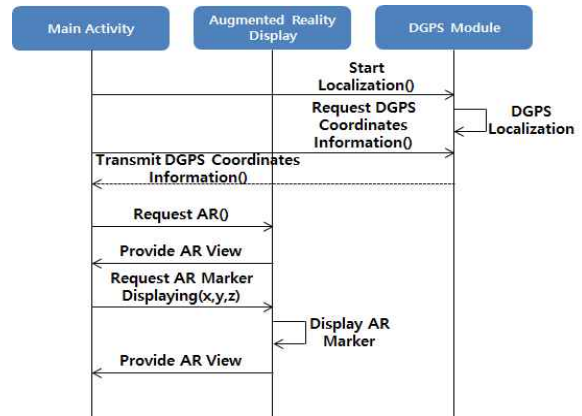 Main Activity
Augmented Reality
Display
DGPS Module
Start
Localization()
Request DGPS
Coordinates
Information()
DGPS
Localization
Transmit DGPS Coordinates
Information()
Request AR()
Provide AR View
Request AR Marker
Displaying(x,y,z)
Display AR
Marker
Provide AR View